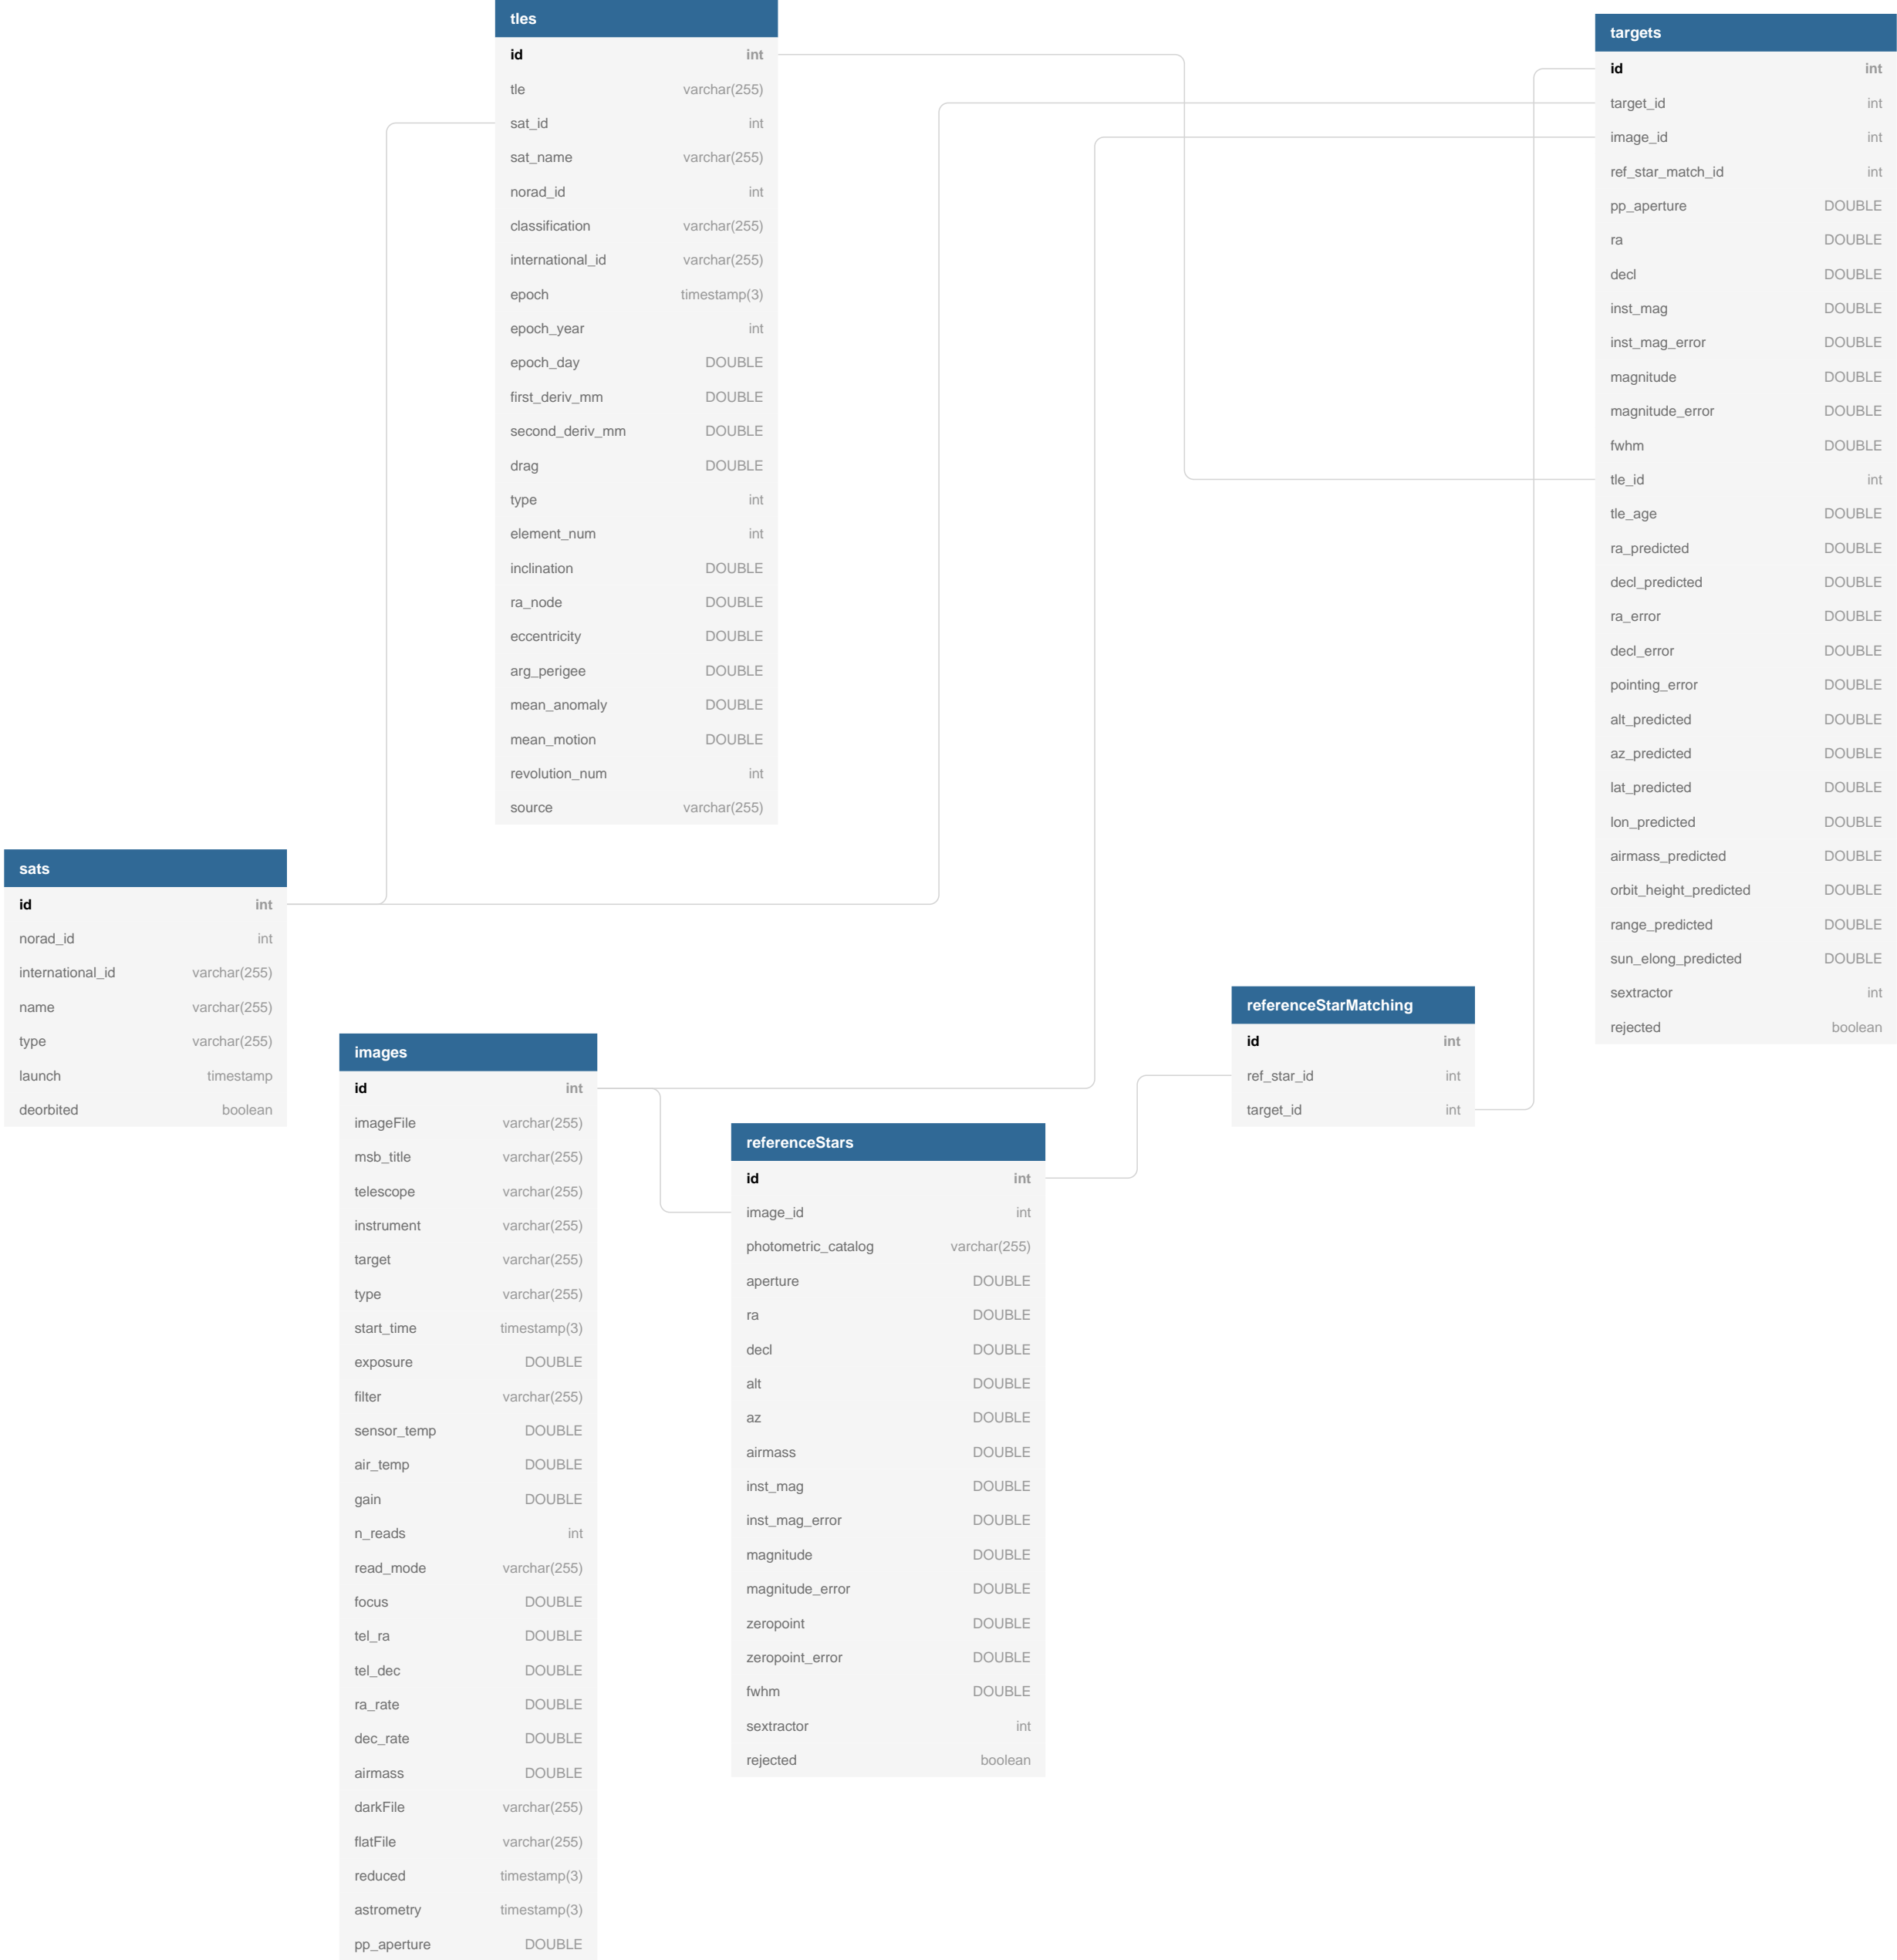 tles
id int
tle varchar(255)
sat_id int
sat_name varchar(255)
norad_id int
classification varchar(255)
international_id varchar(255)
epoch timestamp(3)
epoch_year int
epoch_day DOUBLE
first_deriv_mm DOUBLE
second_deriv_mm DOUBLE
drag DOUBLE
type int
element_num int
inclination DOUBLE
ra_node DOUBLE
eccentricity DOUBLE
arg_perigee DOUBLE
mean_anomaly DOUBLE
mean_motion DOUBLE
revolution_num int
source varchar(255)
targets
id int
target_id int
image_id int
ref_star_match_id int
pp_aperture DOUBLE
ra DOUBLE
decl DOUBLE
inst_mag DOUBLE
inst_mag_error DOUBLE
magnitude DOUBLE
magnitude_error DOUBLE
fwhm DOUBLE
tle_id int
tle_age DOUBLE
ra_predicted DOUBLE
decl_predicted DOUBLE
ra_error DOUBLE
decl_error DOUBLE
pointing_error DOUBLE
alt_predicted DOUBLE
az_predicted DOUBLE
lat_predicted DOUBLE
lon_predicted DOUBLE
airmass_predicted DOUBLE
orbit_height_predicted DOUBLE
range_predicted DOUBLE
sun_elong_predicted DOUBLE
sextractor int
rejected boolean
sats
id int
norad_id int
international_id varchar(255)
name varchar(255)
type varchar(255)
launch timestamp
deorbited boolean
images
id int
imageFile varchar(255)
msb_title varchar(255)
telescope varchar(255)
instrument varchar(255)
target varchar(255)
type varchar(255)
start_time timestamp(3)
exposure DOUBLE
filter varchar(255)
sensor_temp DOUBLE
air_temp DOUBLE
gain DOUBLE
n_reads int
read_mode varchar(255)
focus DOUBLE
tel_ra DOUBLE
tel_dec DOUBLE
ra_rate DOUBLE
dec_rate DOUBLE
airmass DOUBLE
darkFile varchar(255)
flatFile varchar(255)
reduced timestamp(3)
astrometry timestamp(3)
pp_aperture DOUBLE
referenceStars
id int
image_id int
photometric_catalog varchar(255)
aperture DOUBLE
ra DOUBLE
decl DOUBLE
alt DOUBLE
az DOUBLE
airmass DOUBLE
inst_mag DOUBLE
inst_mag_error DOUBLE
magnitude DOUBLE
magnitude_error DOUBLE
zeropoint DOUBLE
zeropoint_error DOUBLE
fwhm DOUBLE
sextractor int
rejected boolean
referenceStarMatching
id int
ref_star_id int
target_id int